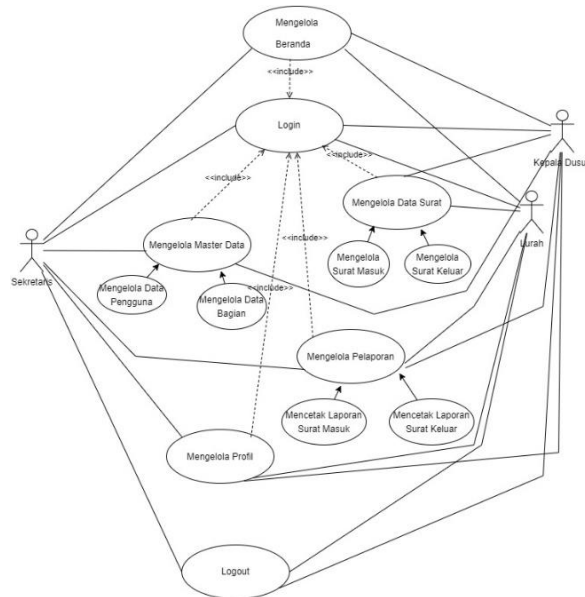 Mengelola
Beranda
<<include>>
Login
<<include>>
<<include>>
Kepala Dusu
Mengelola Data Surat
Lurah
Mengelola
Surat Masuk
Mengelola
Surat Keluar
<<include>>
Mengelola Master Data
Sekretaris
Mengelola Data
Pengguna
Mengelola Data
Bagian
<<include>>
Mengelola Pelaporan
Mencetak Laporan
Surat Masuk
Mencetak Laporan
Surat Keluar
Mengelola Profil
Logout